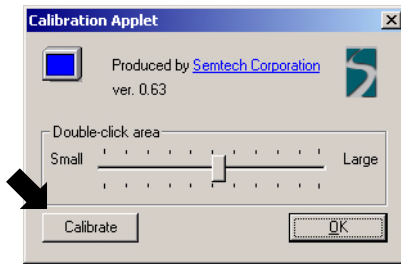 Calibration Applet
Produced by Semtech Corporation
ver. 0.63
Double-click area
Small
Large
Calibrate
OK